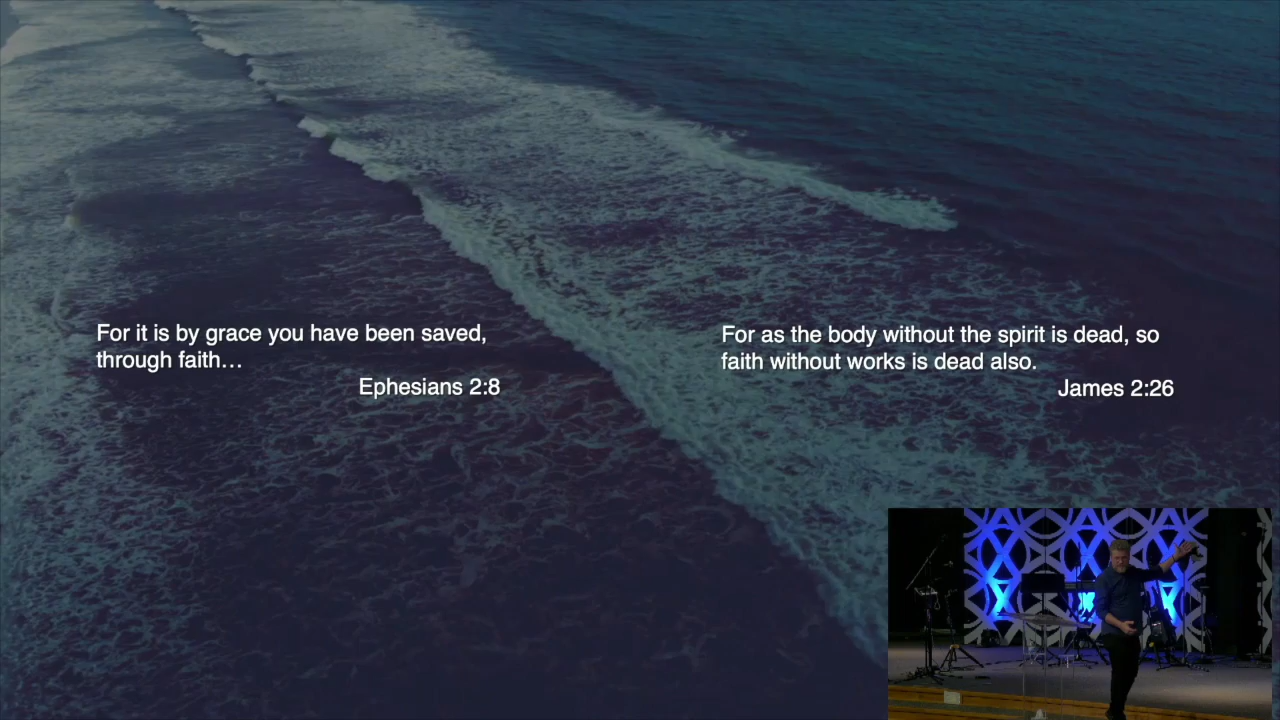 For it is by grace you have been saved,
through faith…
Ephesians 2:8
For as the body without the spirit is dead, so
faith without works is dead also.
James 2:26